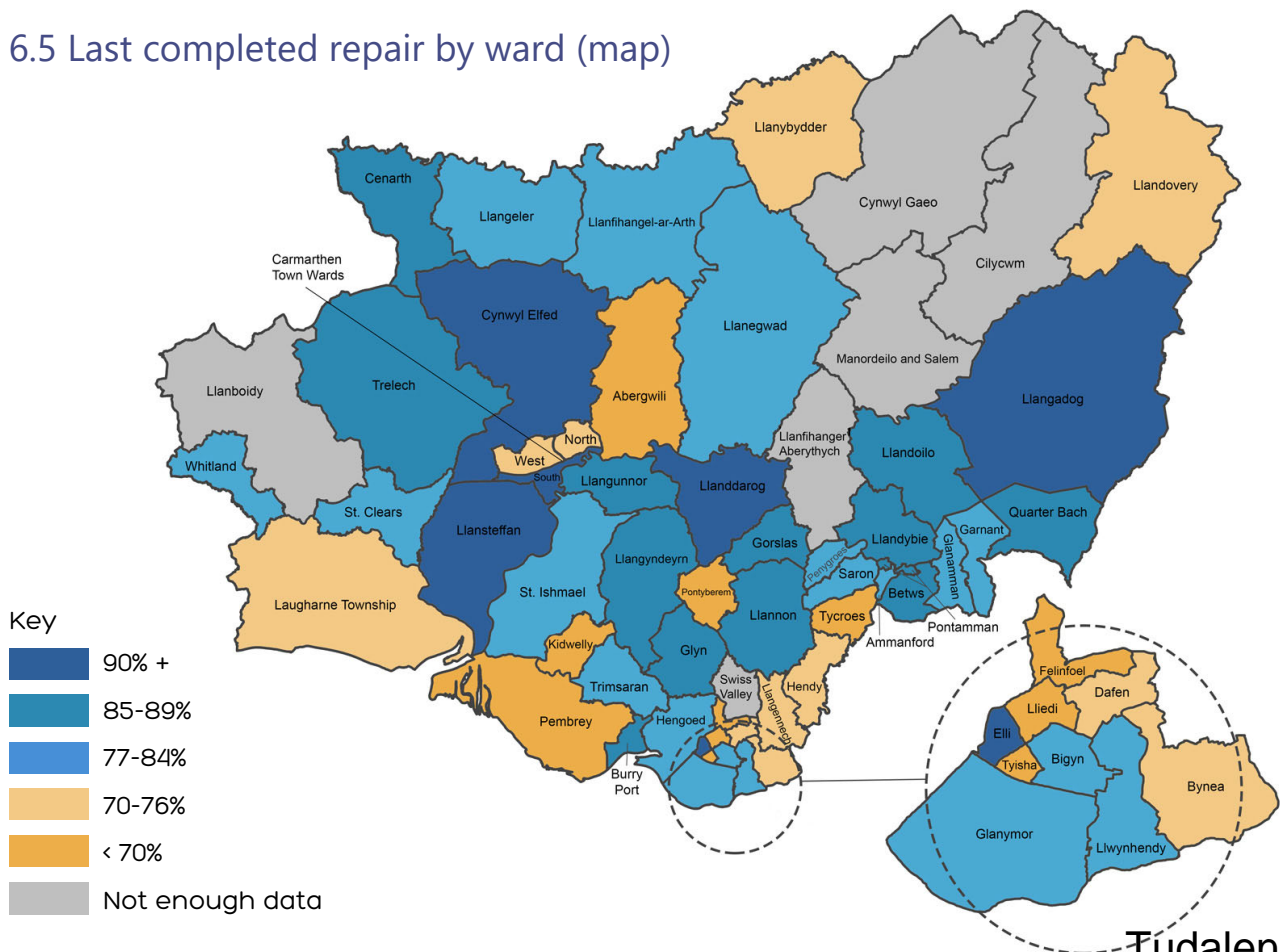 6.5 Last completed repair by ward (map)
Llanybydder
Llandovery
Cenarth
Llangeler
Llanfihangel-ar-Arth
Cynwyl Gaeo
Cilycwm
Carmarthen
Town Wards
Cynwyl Elfed
Llanegwad
Manordeilo and Salem
Llanboidy
Trelech
Abergwili
Llangadog
Llanfihanger
Aberythych
Llandoilo
North
West
South
Whitland
Llangunnor
Llanddarog
St. Clears
Llansteffan
Quarter Bach
Garnant
Glanamman
Gorslas
Llandybie
Penygroes
Saron
Llangyndeyrn
St. Ishmael
Pontyberem
Betws
Laugharne Township
Llannon
Tycroes
Pontamman
Ammanford
Kidwelly
Glyn
Swiss
Valley
Llangennech
Hendy
Trimsaran
Pembrey
Hengoed
Burry
Port
Felinfoel
Dafen
Lliedi
Elli
Tyisha
Bigyn
Bynea
Glanymor
Llwynhendy
Key
90% +
85-89%
77-84%
70-76%
< 70%
Not enough data
Tudalen